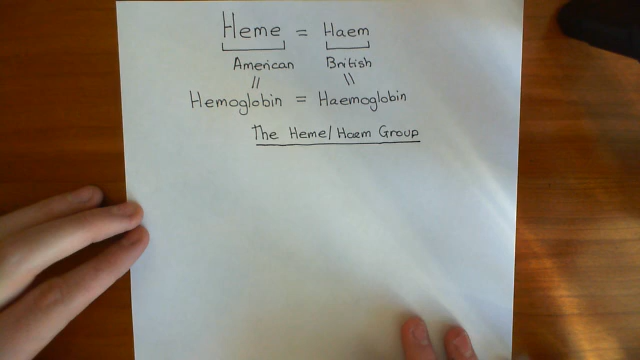 Heme = Haem
American British
〃 \\
Hemoglobin = Haemoglobin
The Heme/Haem Group